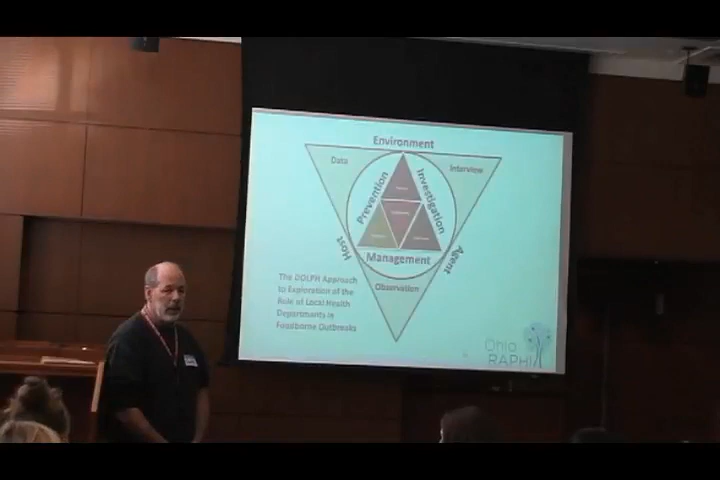 Environment
Data
Interview
Prevention
Investigation
Management
Host
Agent
Observation
The DOLPH Approach
to Exploration of the
Role of Local Health
Departments in
Foodborne Outbreaks
Ohio
RAPHI